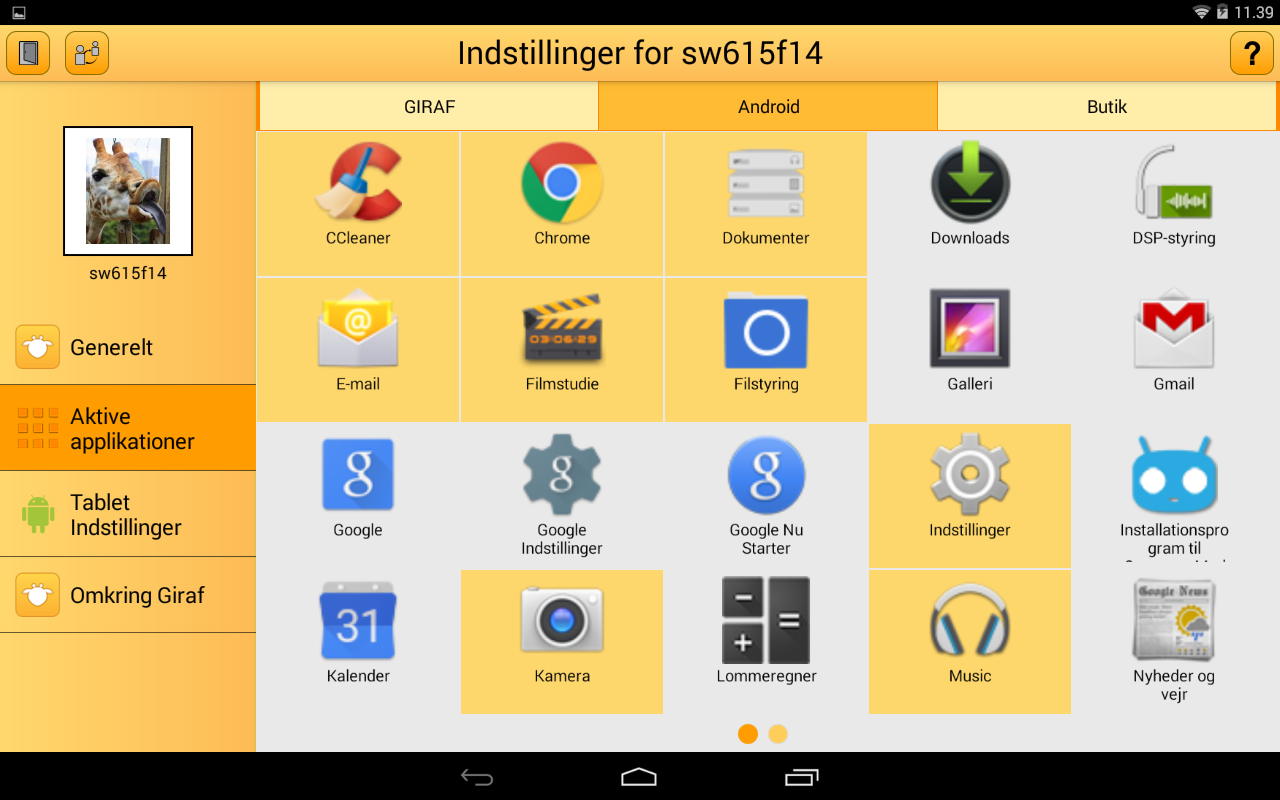 11.39
Indstillinger for sw615f14
?
GIRAF
Android
Butik
sw615f14
Generelt
Aktive
applikationer
Tablet
Indstillinger
Omkring Giraf
CCleaner
Chrome
Dokumenter
Downloads
DSP-styring
@
E-mail
03:06:29
Filmstudie
Filstyring
Galleri
Gmail
g
Google
g
Google
Indstillinger
g
Google Nu
Starter
Indstillinger
Installationspro
gram til
31
Kalender
Kamera
Lommeregner
Music
Google News
Nyheder og
vejr